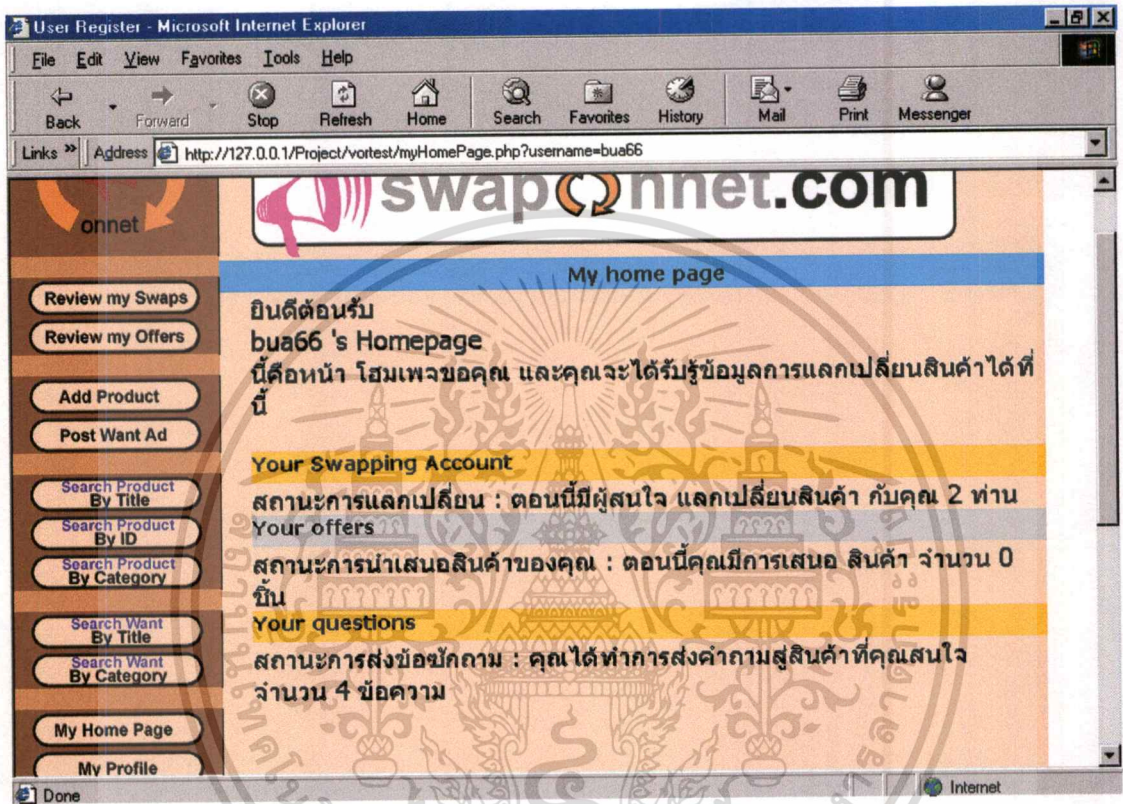 User Register - Microsoft Internet Explorer
File Edit View Favorites Tools Help
Back Forward Stop Refresh Home Search Favorites History Mail Print Messenger
Links » Address http://127.0.0.1/Project/vortest/myHomePage.php?username=bua66
onnet
swaponnet.com
My home page
Review my Swaps
Review my Offers
Add Product
Post Want Ad
Search Product
By Title
Search Product
By ID
Search Product
By Category
Search Want
By Title
Search Want
By Category
My Home Page
My Profile
ยินดีต้อนรับ
bua66 's Homepage
นี้คือหน้า โฮมเพจขอคุณ และคุณจะได้รับรู้ข้อมูลการแลกเปลี่ยนสินค้าได้ที่
นี้
Your Swapping Account
สถานะการแลกเปลี่ยน : ตอนนี้มีผู้สนใจ แลกเปลี่ยนสินค้า กับคุณ 2 ท่าน
Your offers
สถานะการนำเสนอสินค้าของคุณ : ตอนนี้คุณมีการเสนอ สินค้า จำนวน 0
ชิ้น
Your questions
สถานะการส่งข้อซักถาม : คุณได้ทำการส่งคำถามสู่สินค้าที่คุณสนใจ
จำนวน 4 ข้อความ
Done
Internet